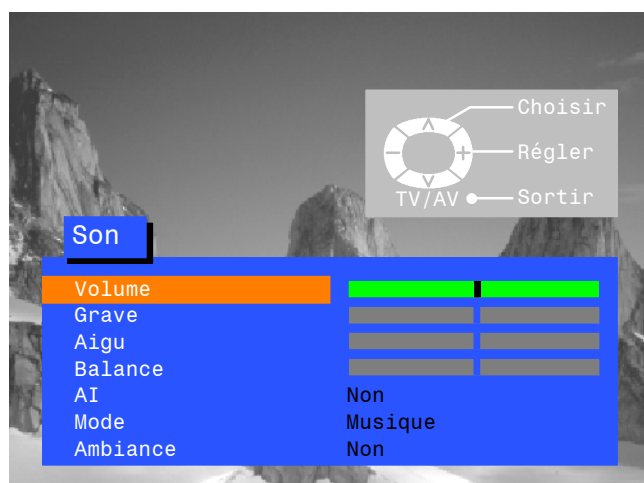 Choisir
Régler
TV/AV Sortir
Son
Volume
Grave
Aigu
Balance
AI Non
Mode Musique
Ambiance Non